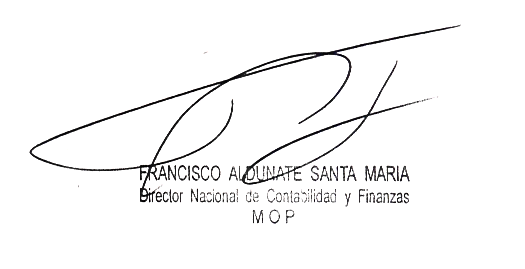 FRANCISCO ALDUNATE SANTA MARIA
Director Nacional de Contabilidad y Finanzas
M O P